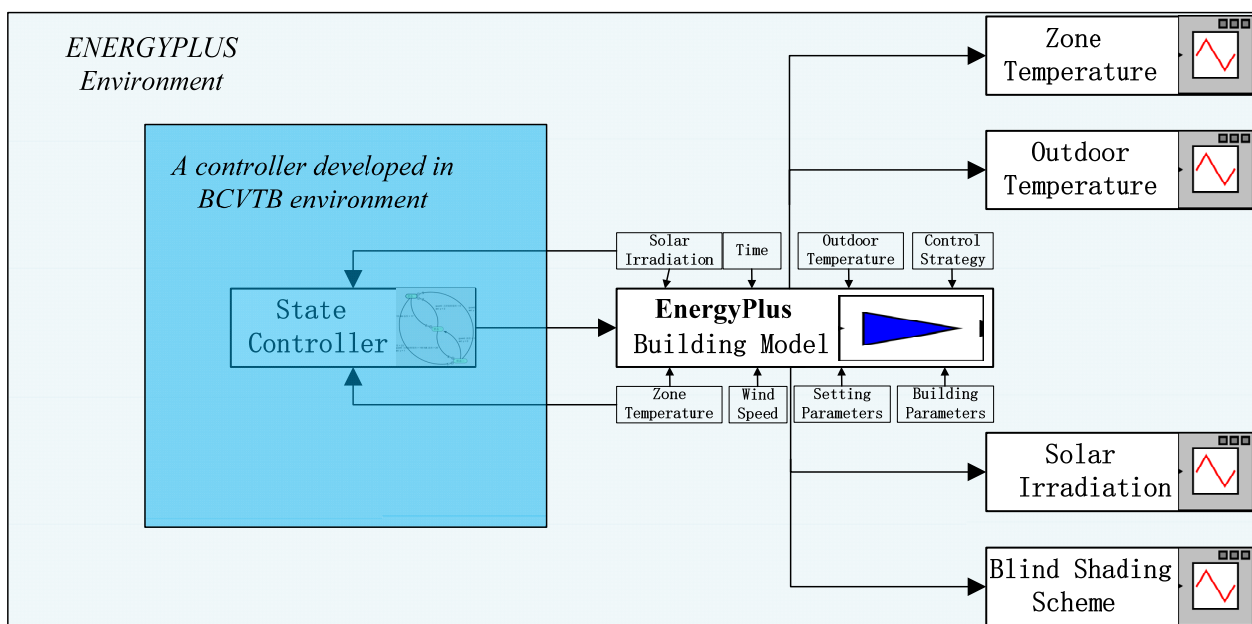 ENERGYPLUS
Environment
A controller developed in
BCVTB environment
State
Controller
Solar
Irradiation
Time
Outdoor
Temperature
Control
Strategy
EnergyPlus
Building Model
Zone
Temperature
Wind
Speed
Setting
Parameters
Building
Parameters
Zone
Temperature
Outdoor
Temperature
Solar
Irradiation
Blind Shading
Scheme